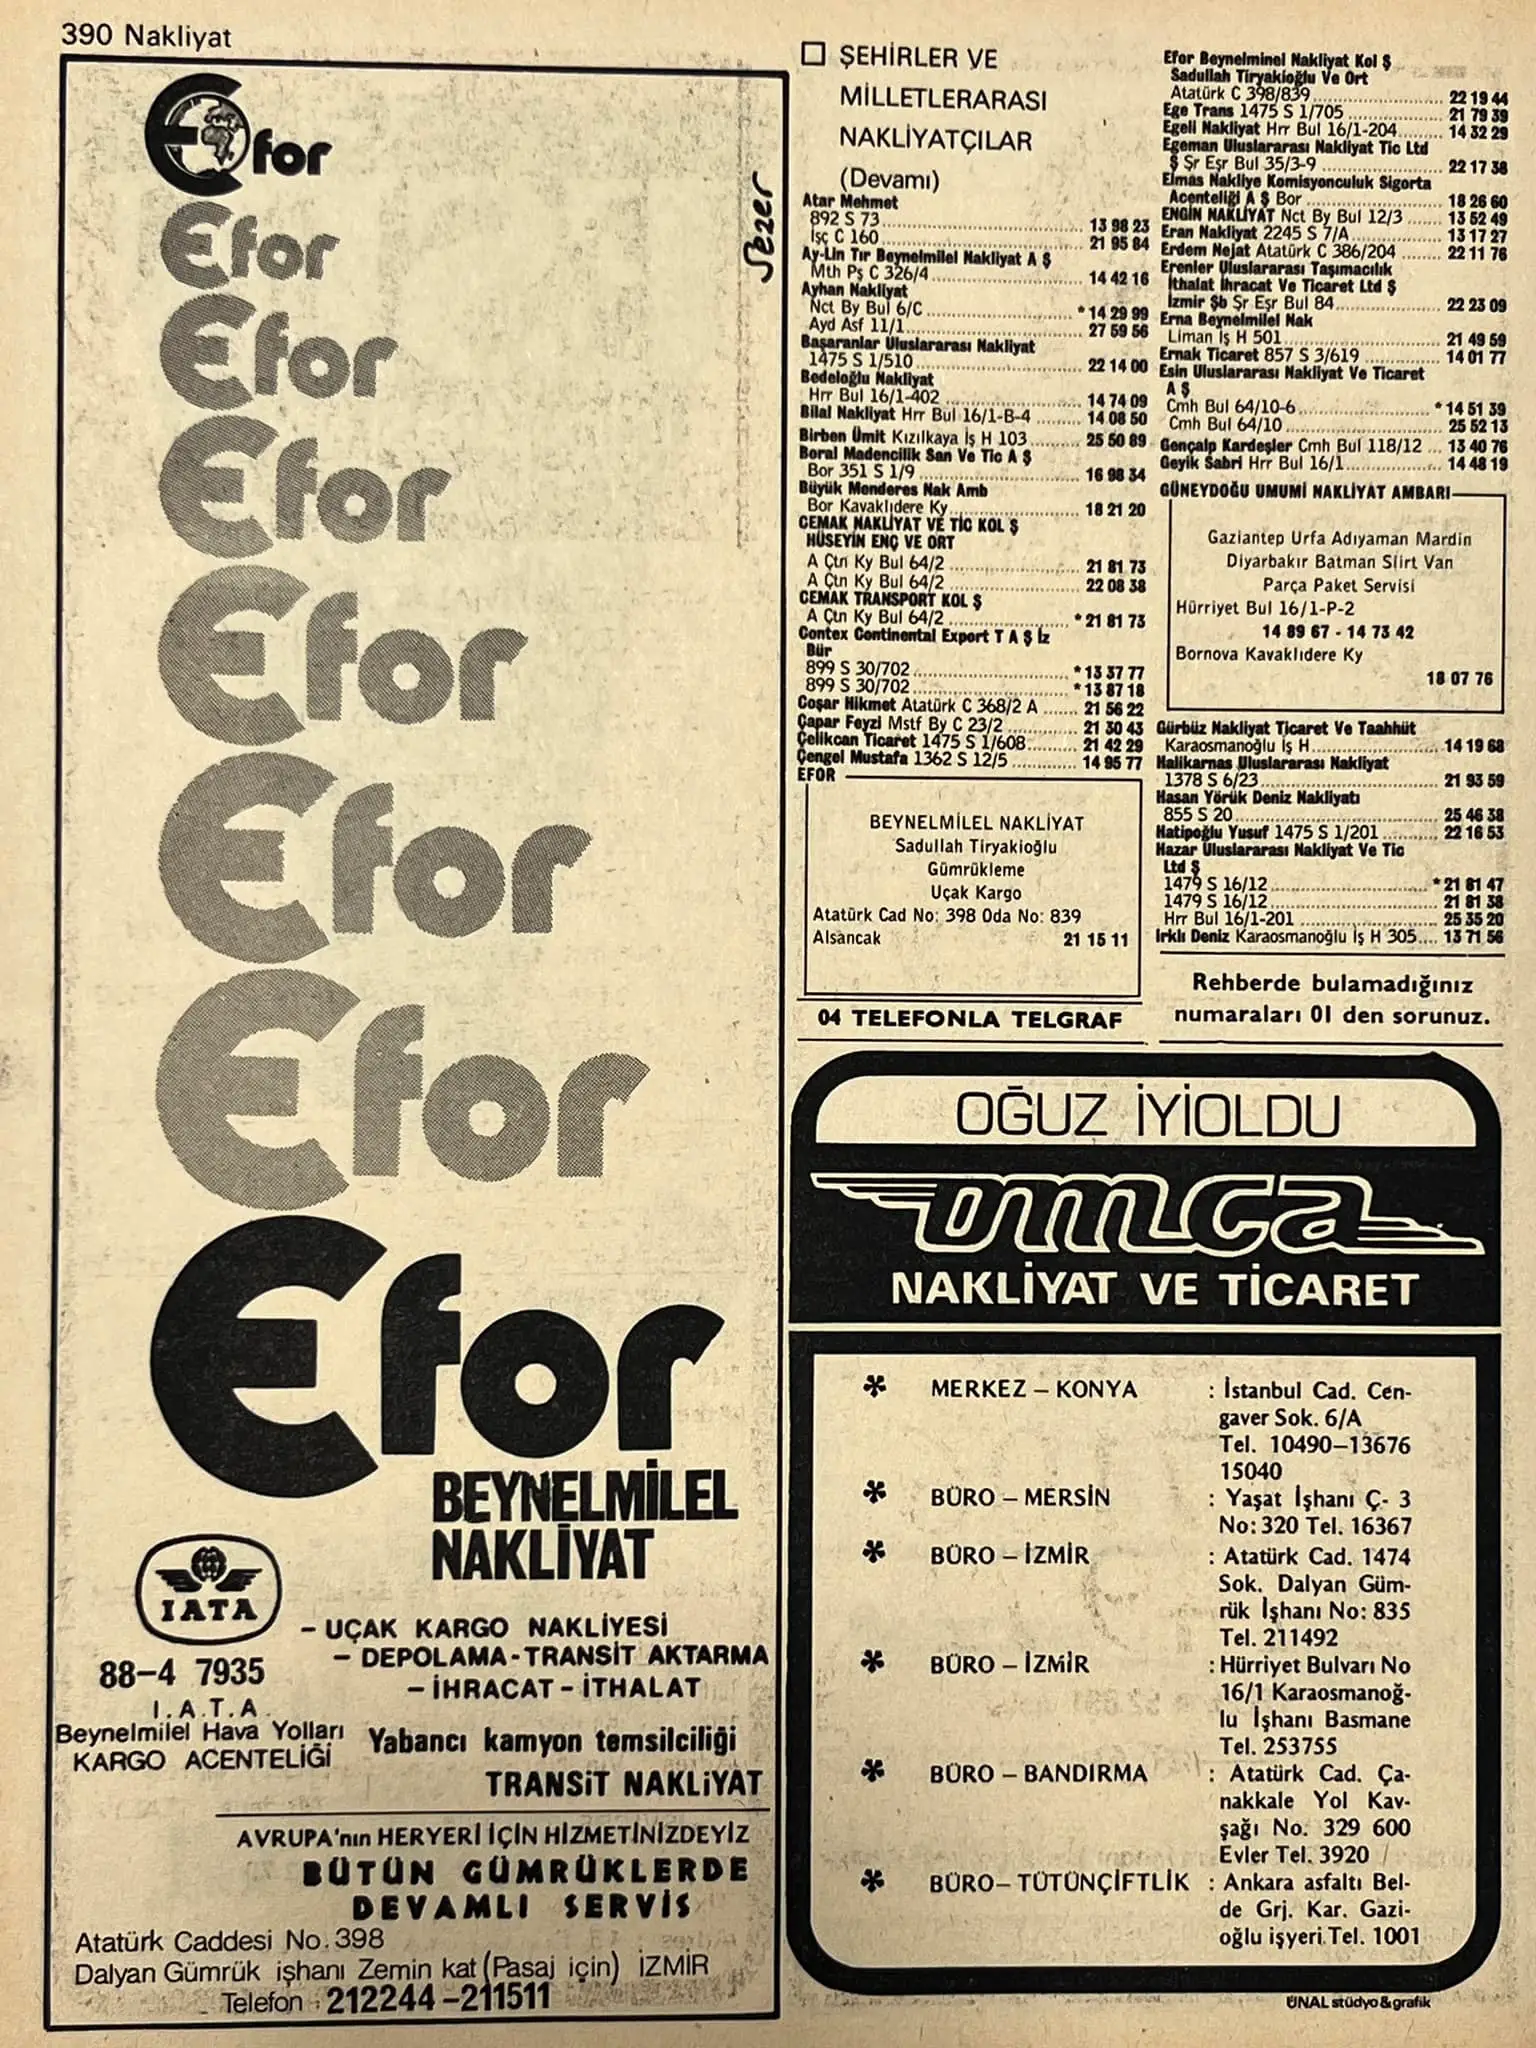 390 Nakliyat
Efor
Efor
Efor
Efor
Efor
Efor
Efor
Efor
BEYNELMİLEL
NAKLİYAT
Sezer
IATA
88-4 7935
I.A.T.A.
Beynelmilel Hava Yolları
KARGO ACENTELİĞİ
- UÇAK KARGO NAKLİYESİ
- DEPOLAMA-TRANSİT AKTARMA
- İHRACAT - İTHALAT
Yabancı kamyon temsilciliği
TRANSİT NAKLİYAT
AVRUPA'nın HERYERİ İÇİN HİZMETİNİZDEYİZ
BÜTÜN GÜMRÜKLERDE
DEVAMLI SERVİS
Atatürk Caddesi No.398
Dalyan Gümrük işhanı Zemin kat (Pasaj için) İZMİR
Telefon : 212244-211511
ŞEHİRLER VE
MİLLETLERARASI
NAKLİYATÇILAR
(Devamı)
Atar Mehmet
892 S 73 13 98 23
İşç C 160 21 95 84
Ay-Lin Tır Beynelmilel Nakliyat A Ş
Mth Pş C 326/4 14 42 16
Ayhan Nakliyat
Nct By Bul 6/C *14 29 99
Ayd Asf 11/1 27 59 56
Başaranlar Uluslararası Nakliyat
1475 S 1/510 22 14 00
Bedeloğlu Nakliyat
Hrr Bul 16/1-402 14 74 09
Bilal Nakliyat Hrr Bul 16/1-B-4 14 08 50
Birben Ümit Kızılkaya İş H 103 25 50 89
Boral Madencilik San Ve Tic A Ş
Bor 351 S 1/9 16 98 34
Büyük Menderes Nak Amb
Bor Kavaklıdere Ky 18 21 20
CEMAK NAKLİYAT VE TİC KOL Ş
HÜSEYİN ENÇ VE ORT
A Çtn Ky Bul 64/2 21 81 73
A Çtn Ky Bul 64/2 22 08 38
CEMAK TRANSPORT KOL Ş
A Çtn Ky Bul 64/2 *21 81 73
Contex Continental Export T A Ş İz
Bür
899 S 30/702 *13 37 77
899 S 30/702 *13 87 18
Coşar Hikmet Atatürk C 368/2 A 21 56 22
Çapar Feyzi Mstf By C 23/2 21 30 43
Çelikcan Ticaret 1475 S 1/608 21 42 29
Çengel Mustafa 1362 S 12/5 14 95 77
EFOR
BEYNELMİLEL NAKLİYAT
Sadullah Tiryakioğlu
Gümrükleme
Uçak Kargo
Atatürk Cad No: 398 Oda No: 839
Alsancak 21 15 11
04 TELEFONLA TELGRAF
Efor Beynelminel Nakliyat Kol Ş
Sadullah Tiryakioğlu Ve Ort
Atatürk C 398/839 22 19 44
Ege Trans 1475 S 1/705 21 79 39
Egeli Nakliyat Hrr Bul 16/1-204 14 32 29
Egeman Uluslararası Nakliyat Tic Ltd
Ş Şr Eşr Bul 35/3-9 22 17 38
Elmas Nakliye Komisyonculuk Sigorta
Acenteliği A Ş Bor 18 26 60
ENGİN NAKLİYAT Nct By Bul 12/3 13 52 49
Eran Nakliyat 2245 S 7/A 13 17 27
Erdem Nejat Atatürk C 386/204 22 11 76
Erenler Uluslararası Taşımacılık
İthalat İhracat Ve Ticaret Ltd Ş
İzmir Şb Şr Eşr Bul 84 22 23 09
Erna Beynelmilel Nak
Liman İş H 501 21 49 59
Ernak Ticaret 857 S 3/619 14 01 77
Esin Uluslararası Nakliyat Ve Ticaret
A Ş
Cmh Bul 64/10-6 *14 51 39
Cmh Bul 64/10 25 52 13
Gençalp Kardeşler Cmh Bul 118/12 13 40 76
Geyik Sabri Hrr Bul 16/1 14 48 19
GÜNEYDOĞU UMUMİ NAKLİYAT AMBARI
Gaziantep Urfa Adıyaman Mardin
Diyarbakır Batman Siirt Van
Parça Paket Servisi
Hürriyet Bul 16/1-P-2
14 89 67 - 14 73 42
Bornova Kavaklıdere Ky
18 07 76
Gürbüz Nakliyat Ticaret Ve Taahhüt
Karaosmanoğlu İş H 14 19 68
Halikarnas Uluslararası Nakliyat
1378 S 6/23 21 93 59
Hasan Yörük Deniz Nakliyatı
855 S 20 25 46 38
Hatipoğlu Yusuf 1475 S 1/201 22 16 53
Hazar Uluslararası Nakliyat Ve Tic
Ltd Ş
1479 S 16/12 *21 81 47
1479 S 16/12 21 81 38
Hrr Bul 16/1-201 25 35 20
Irklı Deniz Karaosmanoğlu İş H 305 13 71 56
Rehberde bulamadığınız
numaraları 01 den sorunuz.
OĞUZ İYİOLDU
omca
NAKLİYAT VE TİCARET
* MERKEZ – KONYA : İstanbul Cad. Cen-
gaver Sok. 6/A
Tel. 10490–13676
15040
* BÜRO – MERSİN : Yaşat İşhanı Ç- 3
No: 320 Tel. 16367
* BÜRO – İZMİR : Atatürk Cad. 1474
Sok. Dalyan Güm-
rük İşhanı No: 835
Tel. 211492
* BÜRO – İZMİR : Hürriyet Bulvarı No
16/1 Karaosmanoğ-
lu İşhanı Basmane
Tel. 253755
* BÜRO – BANDIRMA : Atatürk Cad. Ça-
nakkale Yol Kav-
şağı No. 329 600
Evler Tel. 3920
* BÜRO– TÜTÜNÇİFTLİK : Ankara asfaltı Bel-
de Grj. Kar. Gazi-
oğlu işyeri Tel. 1001
ÜNAL stüdyo & grafik